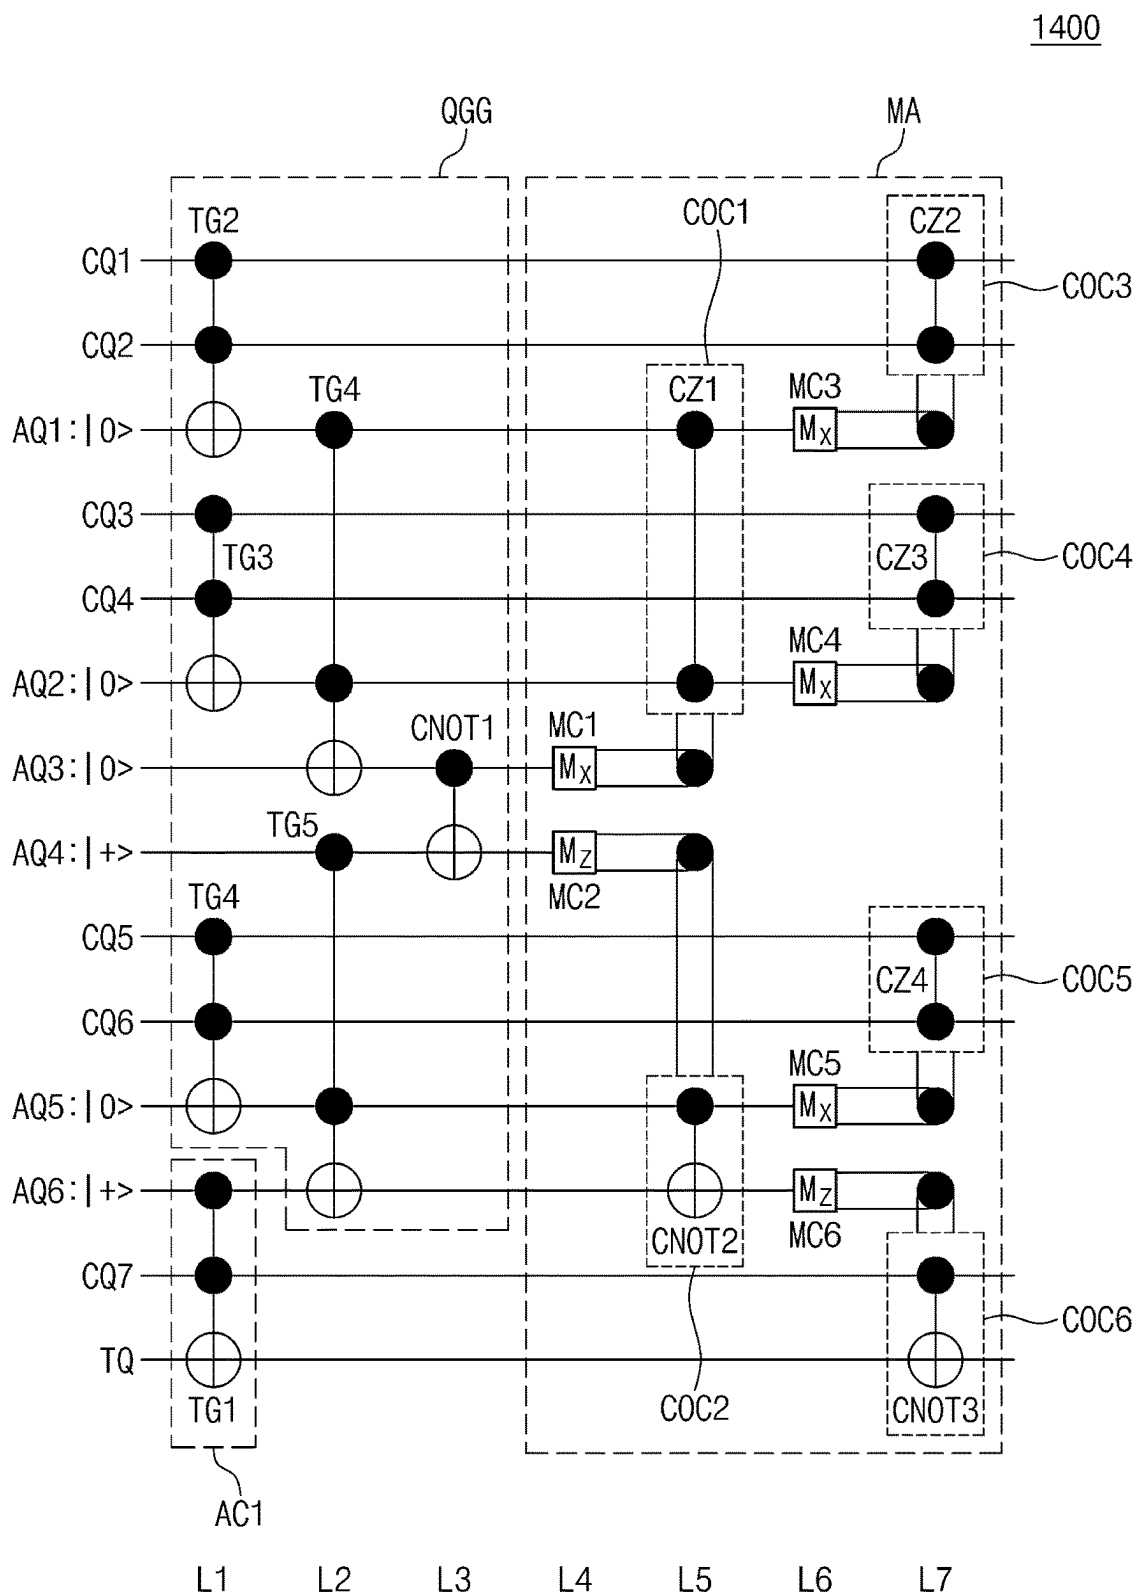 1400
QGG
MA
TG2
COC1
CZ2
CQ1
COC3
CQ2
TG4
CZ1
MC3
AQ1:|0>
MX
CQ3
TG3
CZ3
COC4
CQ4
MC4
AQ2:|0>
MX
CNOT1
MC1
AQ3:|0>
MX
TG5
AQ4:|+>
MZ
MC2
TG4
CQ5
CZ4
COC5
CQ6
MC5
AQ5:|0>
MX
AQ6:|+>
MZ
CNOT2
MC6
CQ7
COC6
TQ
TG1
COC2
CNOT3
AC1
L1 L2 L3 L4 L5 L6 L7